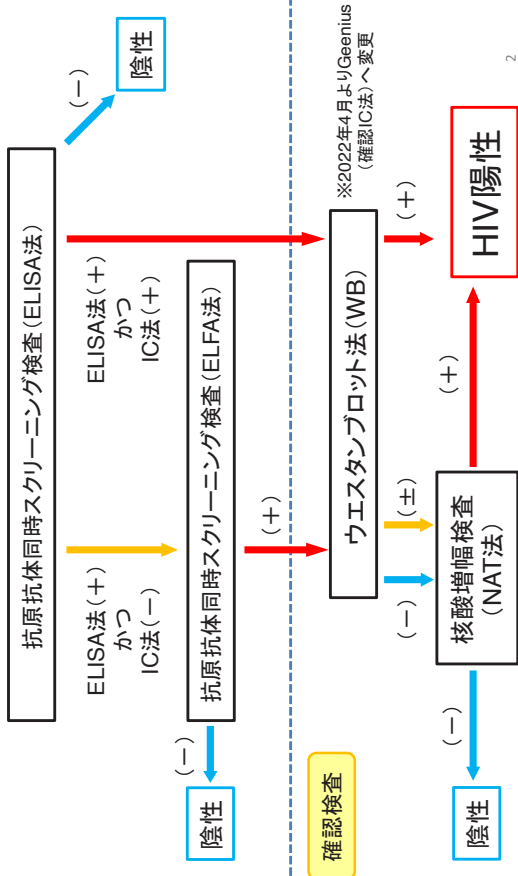 抗原抗体同時スクリーニング検査(ELISA法)
(－)
陰性
ELISA法(＋)
かつ
IC法(－)
ELISA法(＋)
かつ
IC法(＋)
抗原抗体同時スクリーニング検査(ELFA法)
(－)
陰性
(＋)
確認検査
ウエスタンブロット法(WB)
※2022年4月よりGeenius
(確認IC法)へ変更
(－)
(±)
(＋)
核酸増幅検査
(NAT法)
(－)
陰性
(＋)
HIV陽性
2